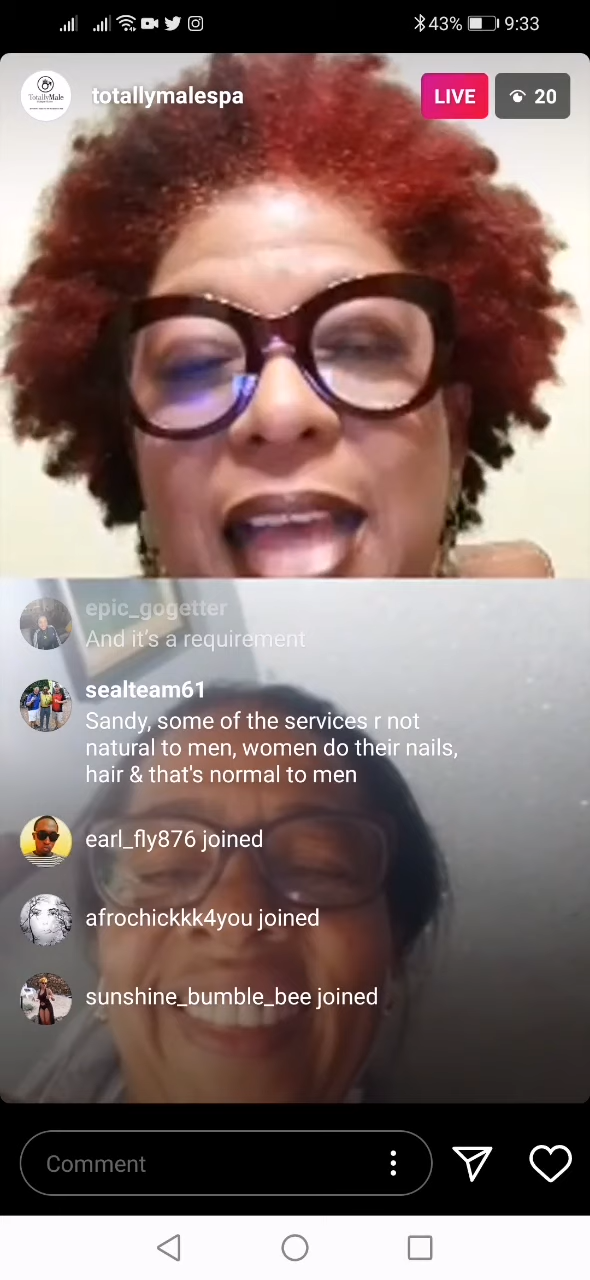 43% 9:33
TotallyMale
totallymalespa
LIVE
20
epic_gogetter
And it's a requirement
sealteam61
Sandy, some of the services r not
natural to men, women do their nails,
hair & that's normal to men
earl_fly876 joined
afrochickkk4you joined
sunshine_bumble_bee joined
Comment